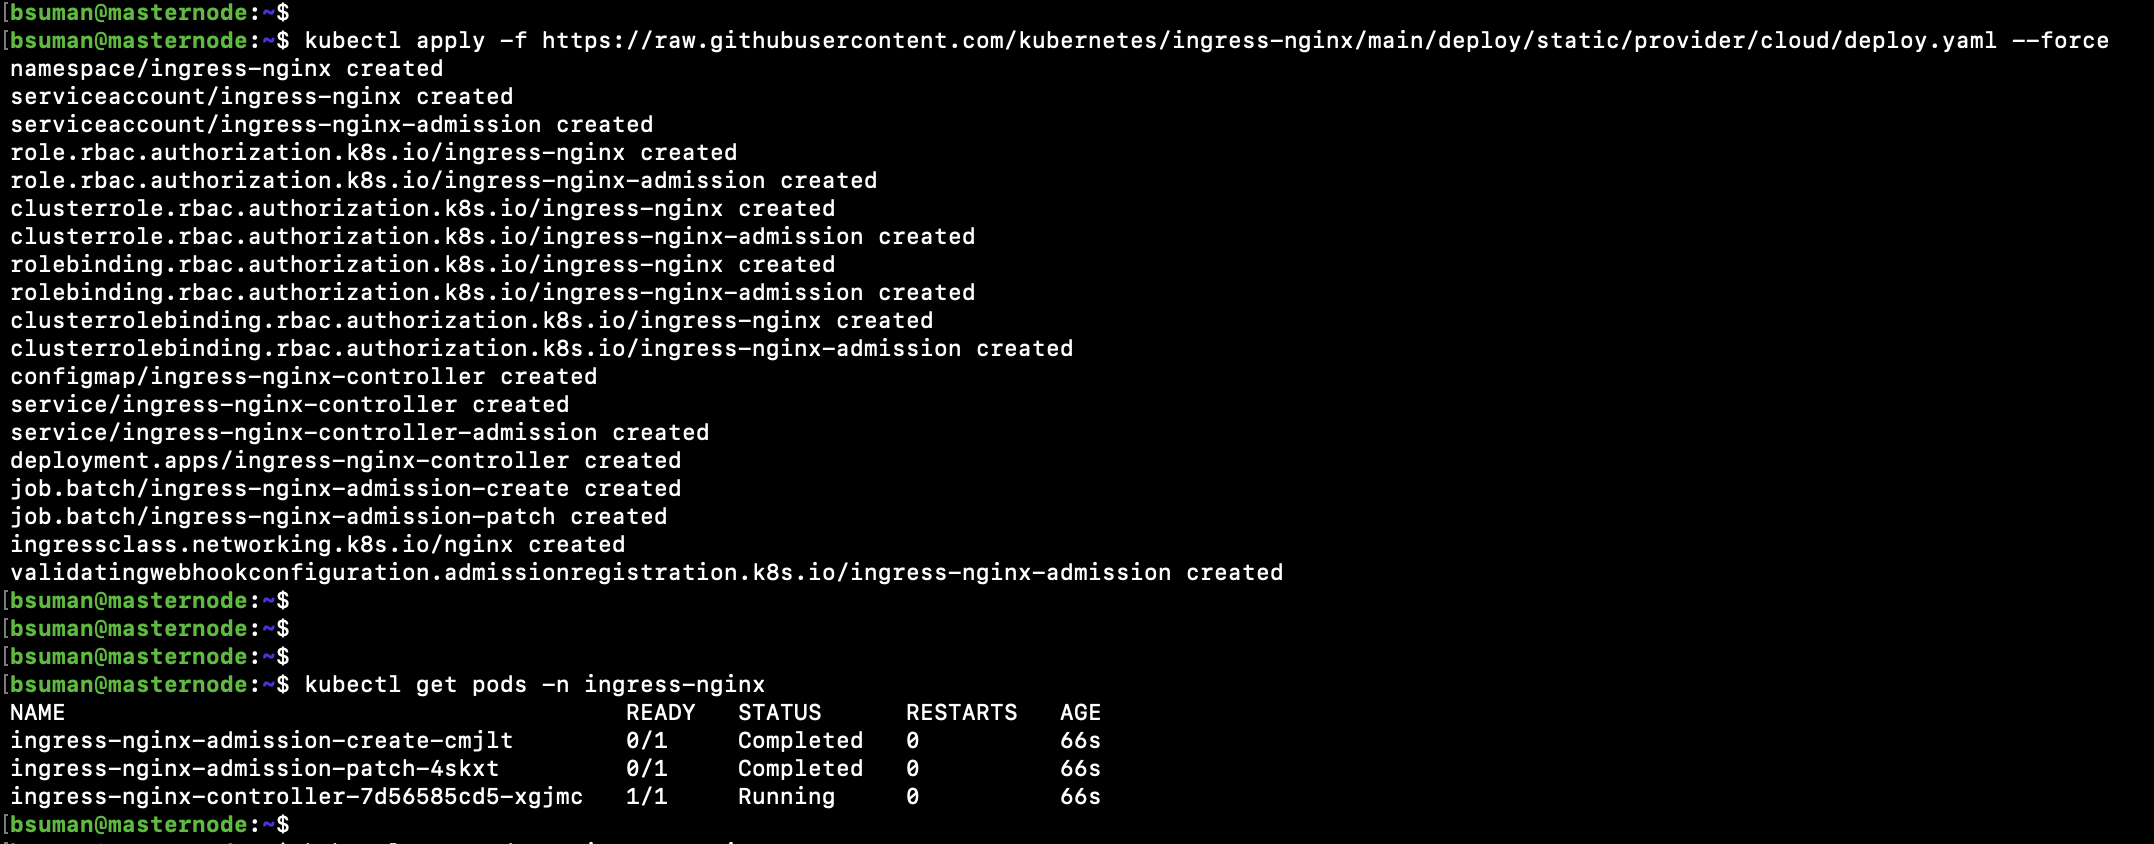 [bsuman@masternode:~$
[bsuman@masternode:~$ kubectl apply -f https://raw.githubusercontent.com/kubernetes/ingress-nginx/main/deploy/static/provider/cloud/deploy.yaml --force
namespace/ingress-nginx created
serviceaccount/ingress-nginx created
serviceaccount/ingress-nginx-admission created
role.rbac.authorization.k8s.io/ingress-nginx created
role.rbac.authorization.k8s.io/ingress-nginx-admission created
clusterrole.rbac.authorization.k8s.io/ingress-nginx created
clusterrole.rbac.authorization.k8s.io/ingress-nginx-admission created
rolebinding.rbac.authorization.k8s.io/ingress-nginx created
rolebinding.rbac.authorization.k8s.io/ingress-nginx-admission created
clusterrolebinding.rbac.authorization.k8s.io/ingress-nginx created
clusterrolebinding.rbac.authorization.k8s.io/ingress-nginx-admission created
configmap/ingress-nginx-controller created
service/ingress-nginx-controller created
service/ingress-nginx-controller-admission created
deployment.apps/ingress-nginx-controller created
job.batch/ingress-nginx-admission-create created
job.batch/ingress-nginx-admission-patch created
ingressclass.networking.k8s.io/nginx created
validatingwebhookconfiguration.admissionregistration.k8s.io/ingress-nginx-admission created
[bsuman@masternode:~$
[bsuman@masternode:~$
[bsuman@masternode:~$
[bsuman@masternode:~$ kubectl get pods -n ingress-nginx
NAME READY STATUS RESTARTS AGE
ingress-nginx-admission-create-cmjlt 0/1 Completed 0 66s
ingress-nginx-admission-patch-4skxt 0/1 Completed 0 66s
ingress-nginx-controller-7d56585cd5-xgjmc 1/1 Running 0 66s
[bsuman@masternode:~$